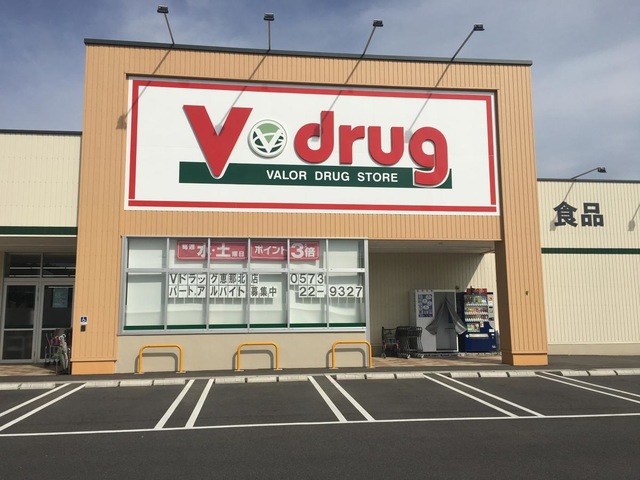 V drug
VALOR DRUG STORE
食品
毎週 水・土 曜日 ポイント 3倍
Vドラッグ恵那北店 0573
パートアルバイト募集中 22-9327